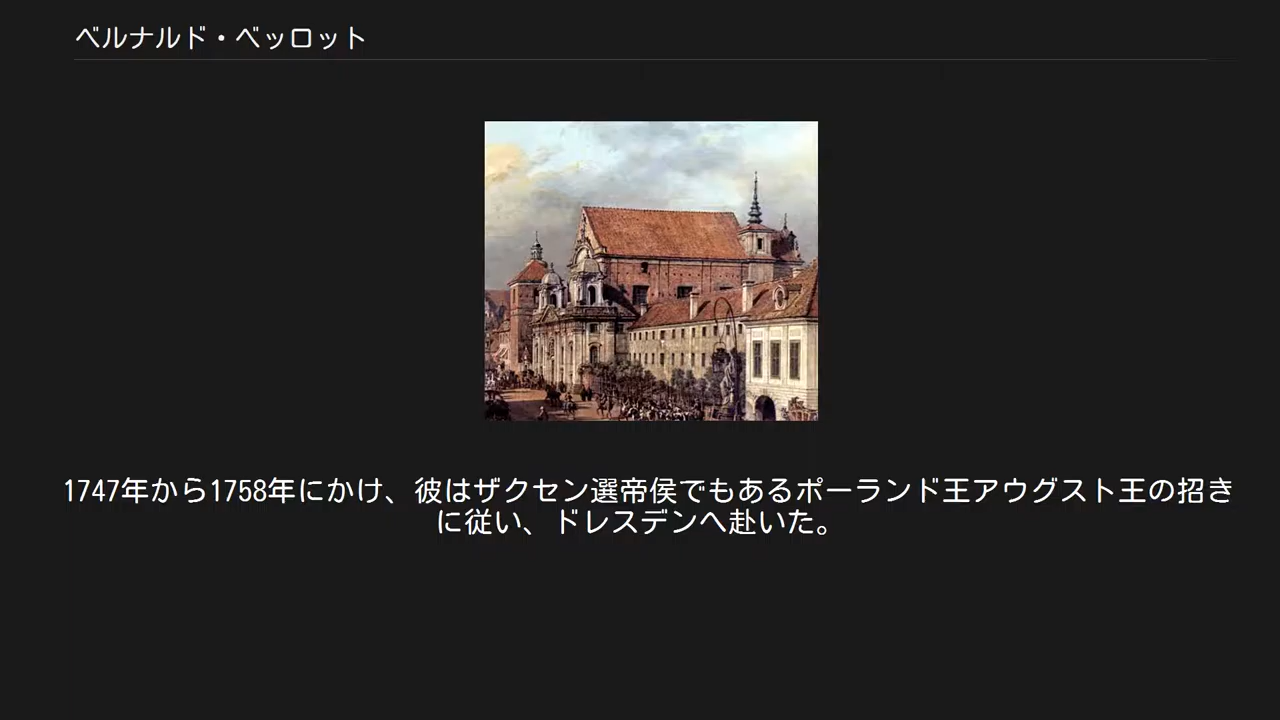 ベルナルド・ベッロット
1747年から1758年にかけ、彼はザクセン選帝侯でもあるポーランド王アウグスト王の招き
に従い、ドレスデンへ赴いた。